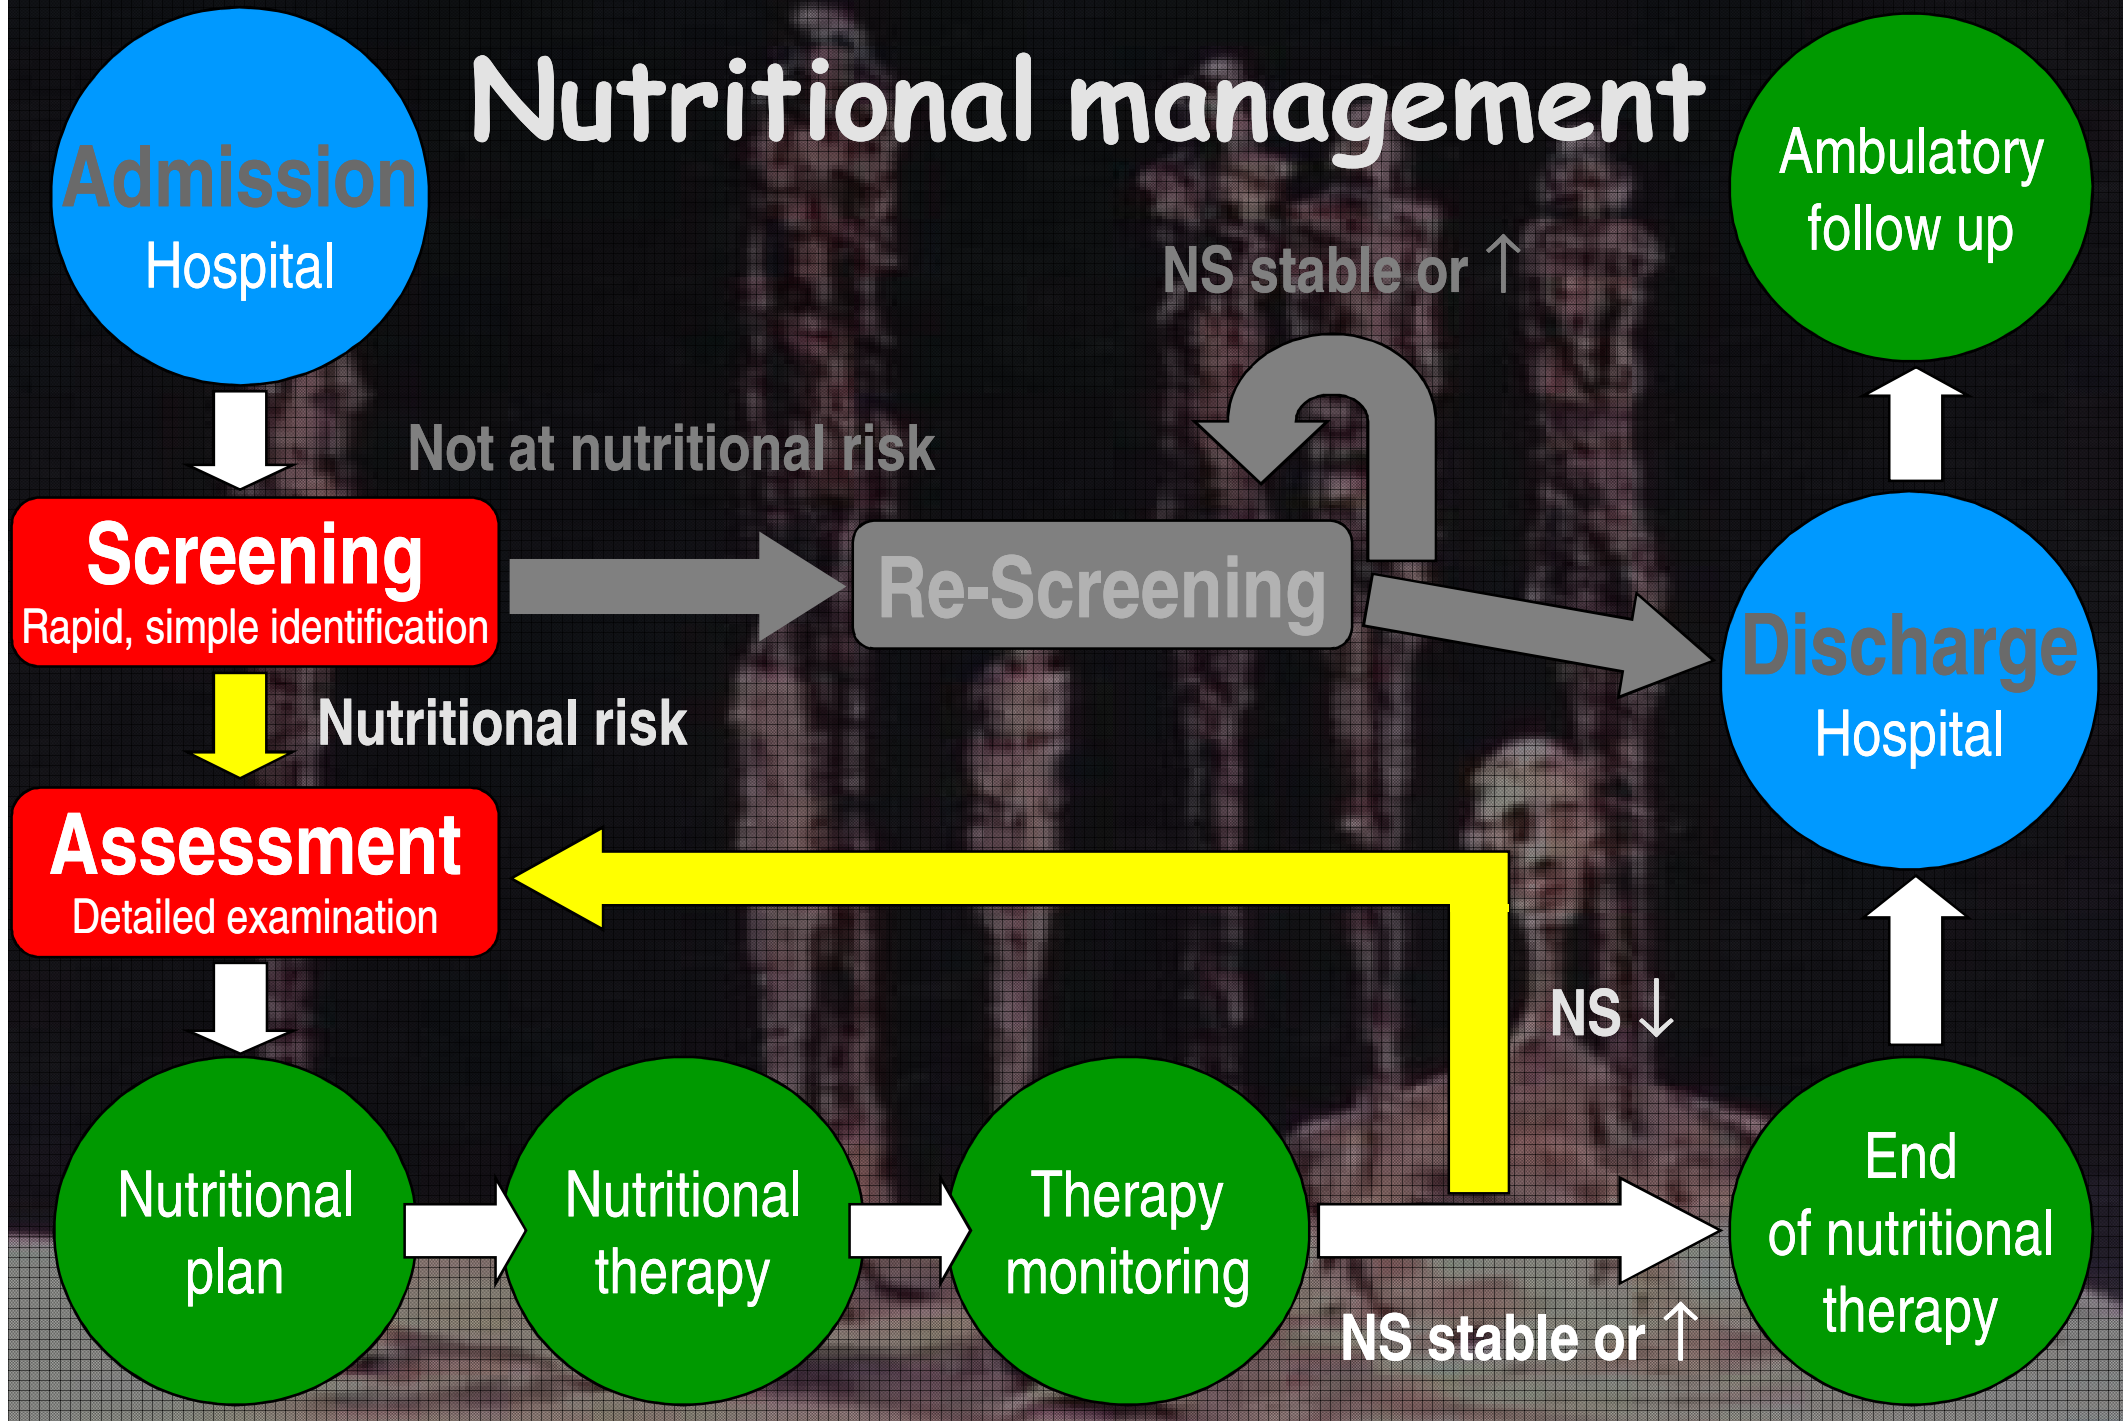 Nutritional management
Admission
Hospital
Ambulatory
follow up
NS stable or ↑
Not at nutritional risk
Screening
Rapid, simple identification
Re-Screening
Discharge
Hospital
Nutritional risk
Assessment
Detailed examination
NS ↓
Nutritional
plan
Nutritional
therapy
Therapy
monitoring
End
of nutritional
therapy
NS stable or ↑